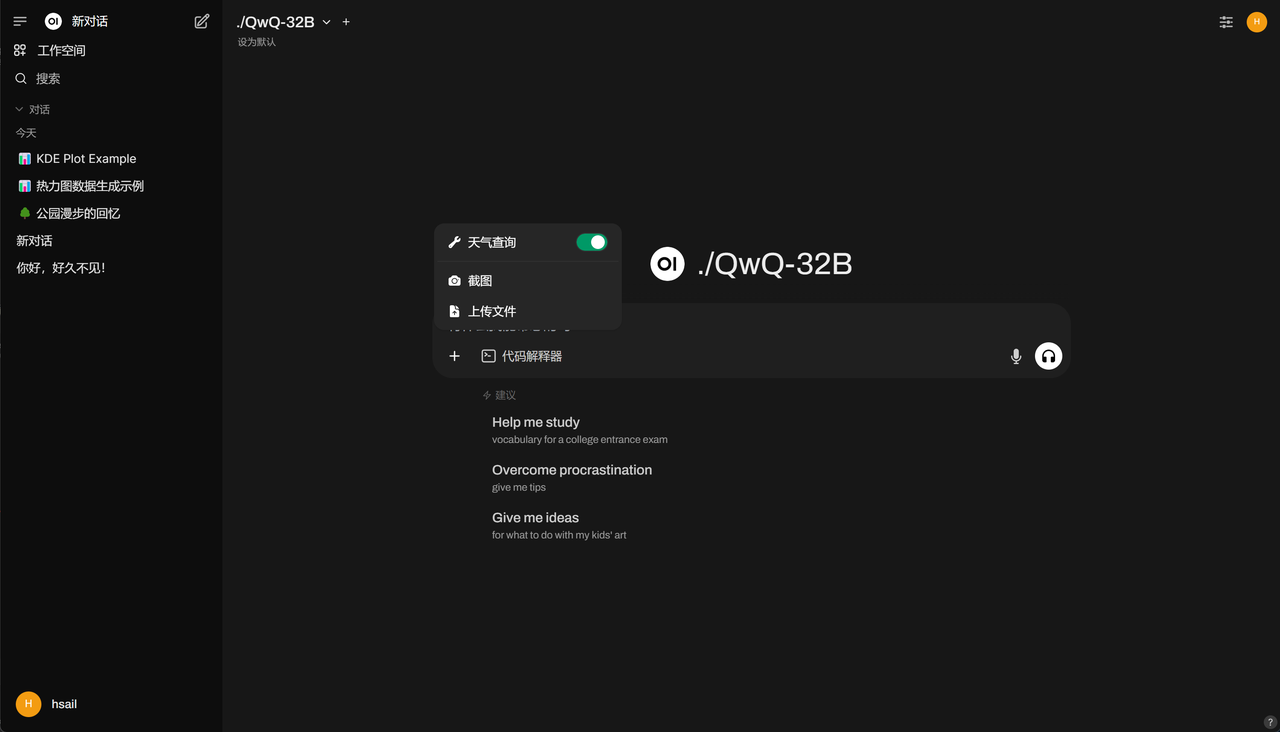 OI 新对话
工作空间
搜索
对话
今天
KDE Plot Example
热力图数据生成示例
公园漫步的回忆
新对话
你好，好久不见！
H hsail
./QwQ-32B
设为默认
H
天气查询
截图
上传文件
OI ./QwQ-32B
代码解释器
建议
Help me study
vocabulary for a college entrance exam
Overcome procrastination
give me tips
Give me ideas
for what to do with my kids' art
?